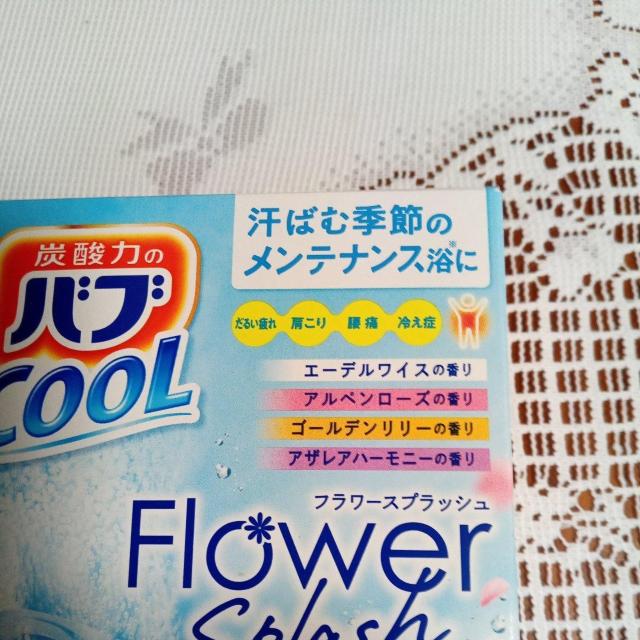 汗ばむ季節の
メンテナンス浴※に
炭酸力の
バブ
COOL
だるい疲れ 肩こり 腰痛 冷え症
エーデルワイスの香り
アルペンローズの香り
ゴールデンリリーの香り
アザレアハーモニーの香り
フラワースプラッシュ
Flower
Splash